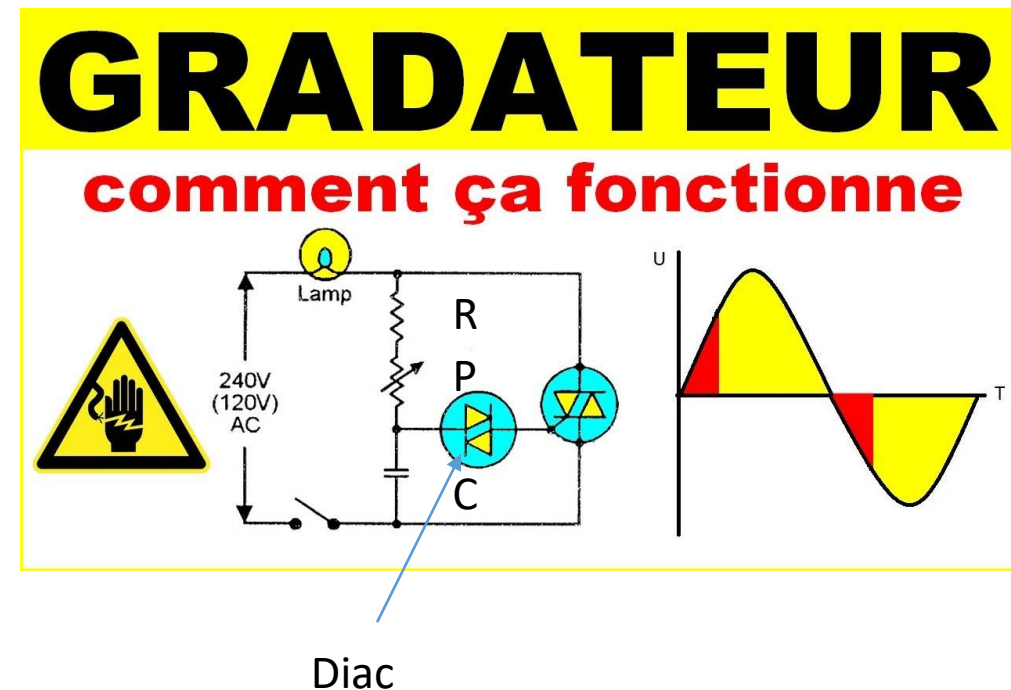 GRADATEUR
comment ça fonctionne
Lamp
R
P
C
240V
(120V)
AC
U
T
Diac